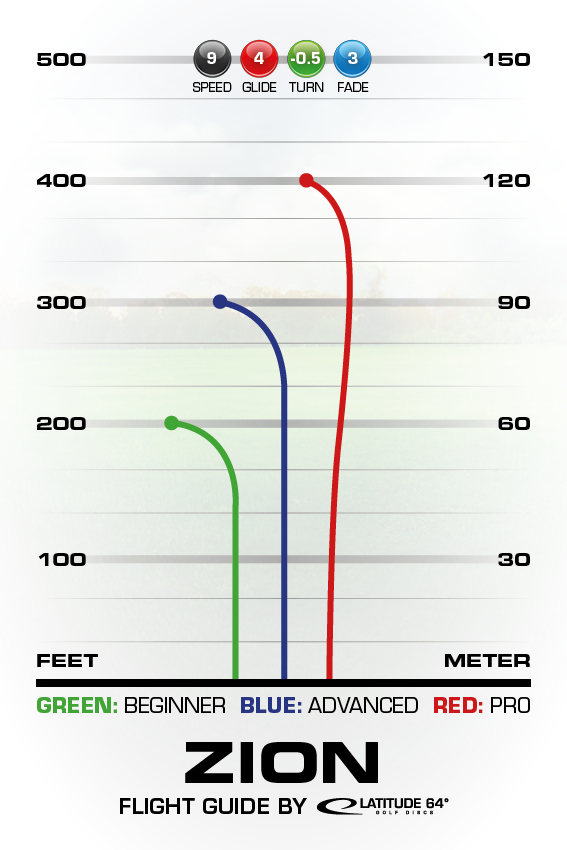 500 9 4 -0.5 3 150
SPEED GLIDE TURN FADE
400 120
300 90
200 60
100 30
FEET METER
GREEN: BEGINNER BLUE: ADVANCED RED: PRO
ZION
FLIGHT GUIDE BY LATITUDE 64°
GOLF DISCS